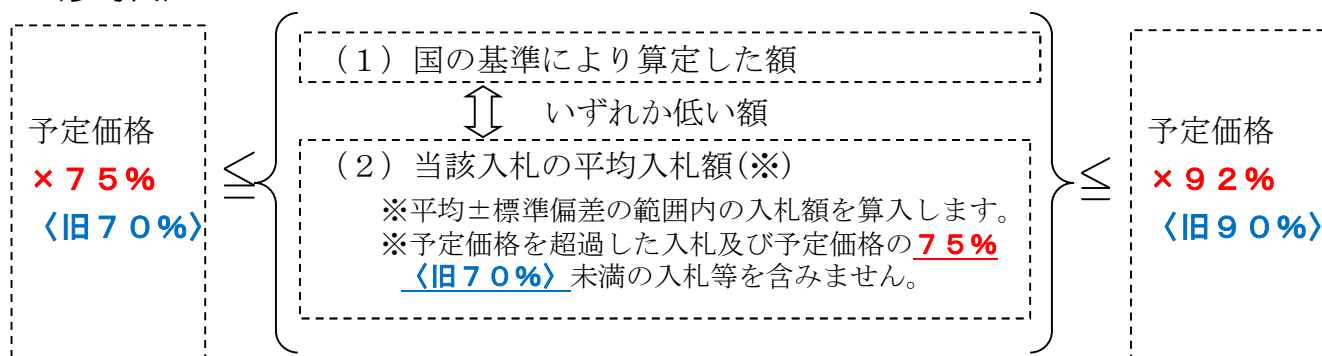 予定価格
×７５％
〈旧７０％〉
≦
（１）国の基準により算定した額
いずれか低い額
（２）当該入札の平均入札額(※)
※平均±標準偏差の範囲内の入札額を算入します。
※予定価格を超過した入札及び予定価格の７５％
〈旧７０％〉未満の入札等を含みません。
≦
予定価格
×９２％
〈旧９０％〉